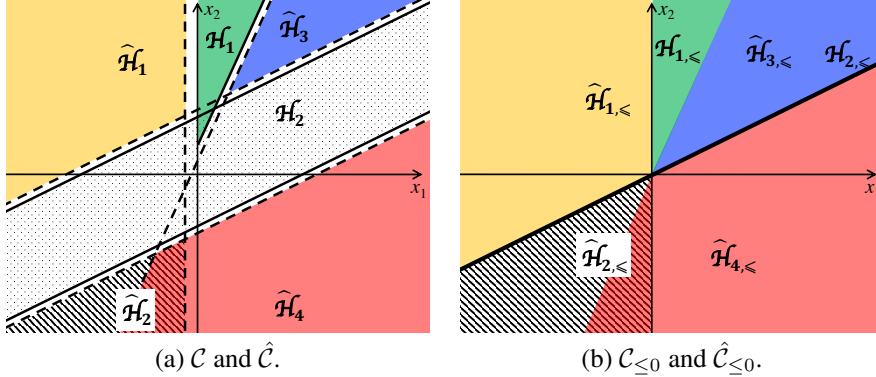 x₂
𝓗₁
Ĥ₃
Ĥ₁
𝓗₂
x₁
Ĥ₂
Ĥ₄
(a) 𝒞 and 𝒞̂.
x₂
𝓗₁,⩽
Ĥ₃,⩽
𝓗₂,⩽
Ĥ₁,⩽
x
Ĥ₂,⩽
Ĥ₄,⩽
(b) 𝒞≤0 and 𝒞̂≤0.